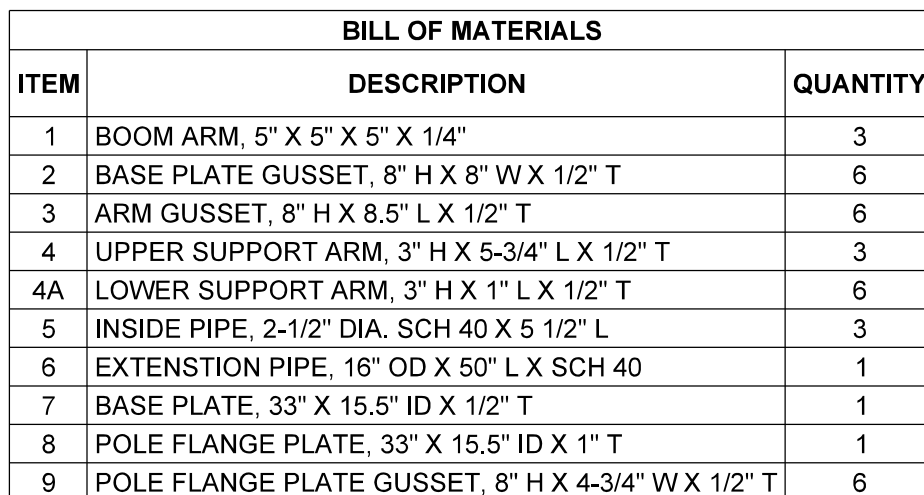 BILL OF MATERIALS
ITEM DESCRIPTION QUANTITY
1 BOOM ARM, 5" X 5" X 5" X 1/4" 3
2 BASE PLATE GUSSET, 8" H X 8" W X 1/2" T 6
3 ARM GUSSET, 8" H X 8.5" L X 1/2" T 6
4 UPPER SUPPORT ARM, 3" H X 5-3/4" L X 1/2" T 3
4A LOWER SUPPORT ARM, 3" H X 1" L X 1/2" T 6
5 INSIDE PIPE, 2-1/2" DIA. SCH 40 X 5 1/2" L 3
6 EXTENSTION PIPE, 16" OD X 50" L X SCH 40 1
7 BASE PLATE, 33" X 15.5" ID X 1/2" T 1
8 POLE FLANGE PLATE, 33" X 15.5" ID X 1" T 1
9 POLE FLANGE PLATE GUSSET, 8" H X 4-3/4" W X 1/2" T 6